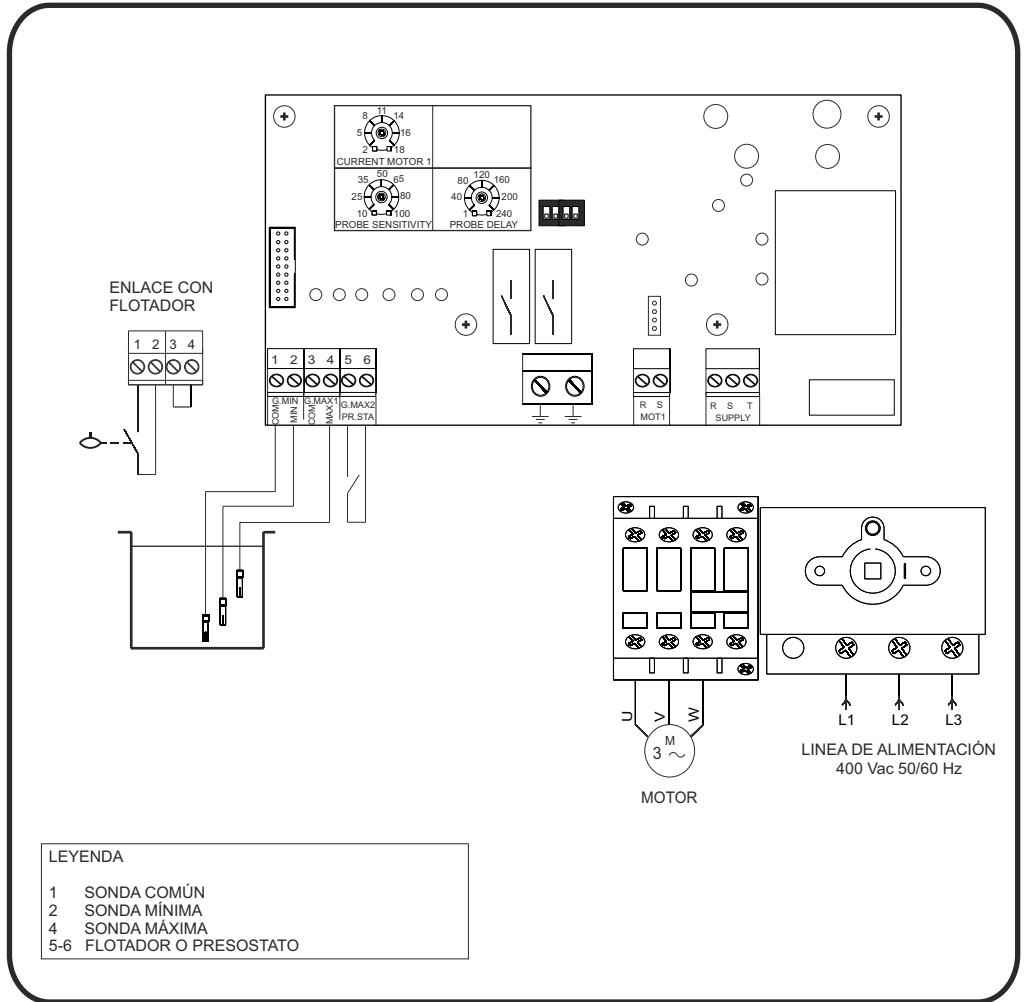 11
8 14
5 16
2 18
CURRENT MOTOR 1
50
35 65
25 80
10 100
PROBE SENSITIVITY
120
80 160
40 200
1 240
PROBE DELAY
ENLACE CON
FLOTADOR
1 2 3 4
1 2 3 4 5 6
G.MIN G.MAX1 G.MAX2
COM MIN COM MAX PR.STA
R S
MOT1
R S T
SUPPLY
U V W
M
3 ~
MOTOR
L1 L2 L3
LINEA DE ALIMENTACIÓN
400 Vac 50/60 Hz
LEYENDA
1 SONDA COMÚN
2 SONDA MÍNIMA
4 SONDA MÁXIMA
5-6 FLOTADOR O PRESOSTATO